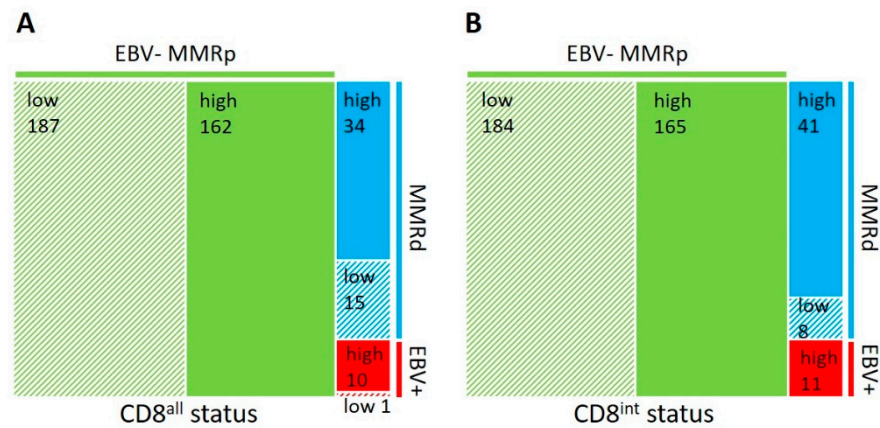 A
EBV- MMRp
low
187
high
162
high
34
low
15
high
10
low 1
MMRd
EBV+
CD8all status
B
EBV- MMRp
low
184
high
165
high
41
low
8
high
11
MMRd
EBV+
CD8int status